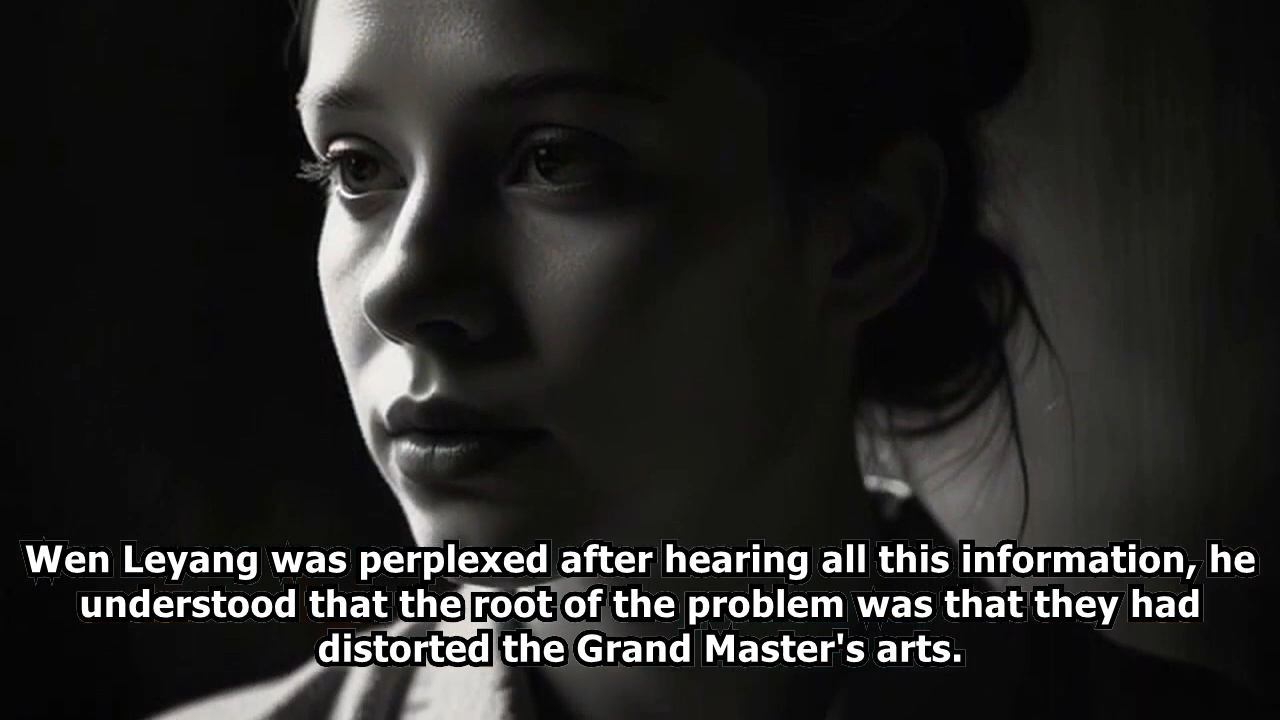 Wen Leyang was perplexed after hearing all this information, he
understood that the root of the problem was that they had
distorted the Grand Master's arts.